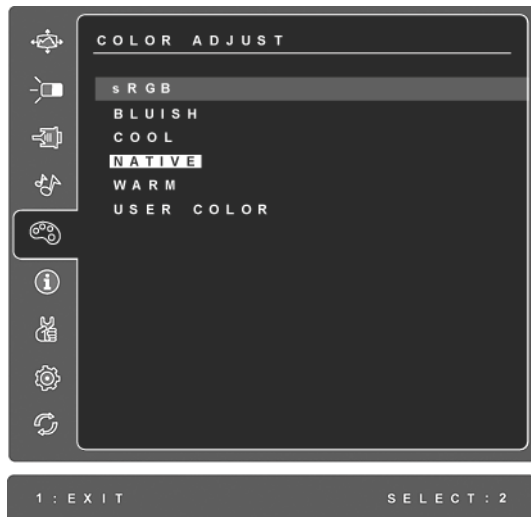 COLOR ADJUST
sRGB
BLUISH
COOL
NATIVE
WARM
USER COLOR
1:EXIT SELECT:2